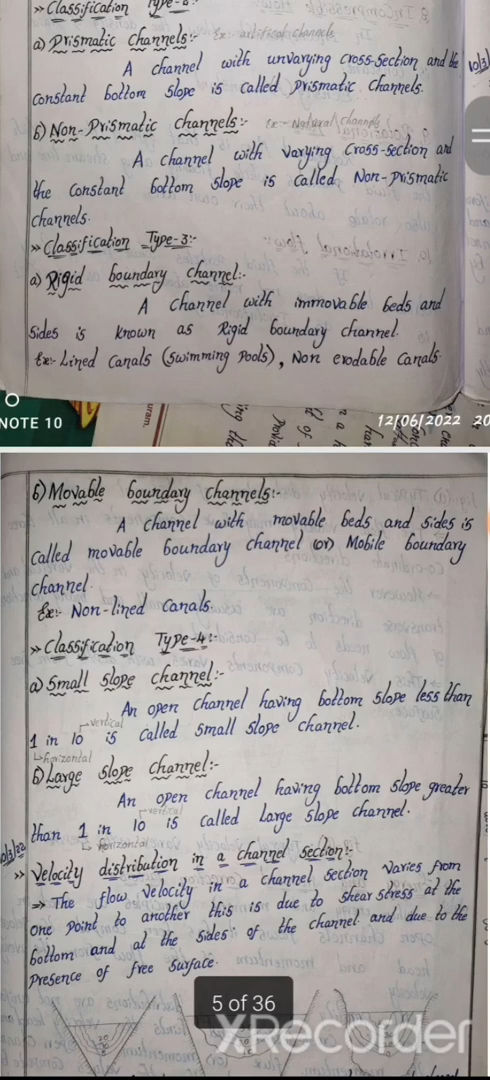 » Classification Type-
a) Prismatic Channels:- Ex:- artifical channels
A channel with unvarying cross-section and the
constant bottom slope is called Prismatic channels.
b) Non-Prismatic Channels:- Ex:- Natural channels
A channel with varying cross-section and
the constant bottom slope is called Non-Prismatic
channels.
» Classification Type-3:-
a) Rigid boundary channel:-
A channel with immovable beds and
sides is known as Rigid boundary channel.
Ex:- Lined canals (swimming pools), Non erodable canals.
NOTE 10
12/06/2022 20
b) Movable boundary channels:-
A channel with movable beds and sides is
called movable boundary channel (or) Mobile boundary
channel.
Ex:- Non-lined canals.
» Classification Type-4:-
a) Small slope channel:-
An open channel having bottom slope less than
vertical
1 in 10 is called small slope channel.
horizontal
b) Large slope channel:-
An open channel having bottom slope greater
vertical
than 1 in 10 is called Large slope channel.
horizontal
» Velocity distribution in a channel section:-
⇒ The flow velocity in a channel section varies from
one point to another this is due to shear stress at the
bottom and at the sides of the channel and due to the
presence of free surface.
5 of 36
XRecorder